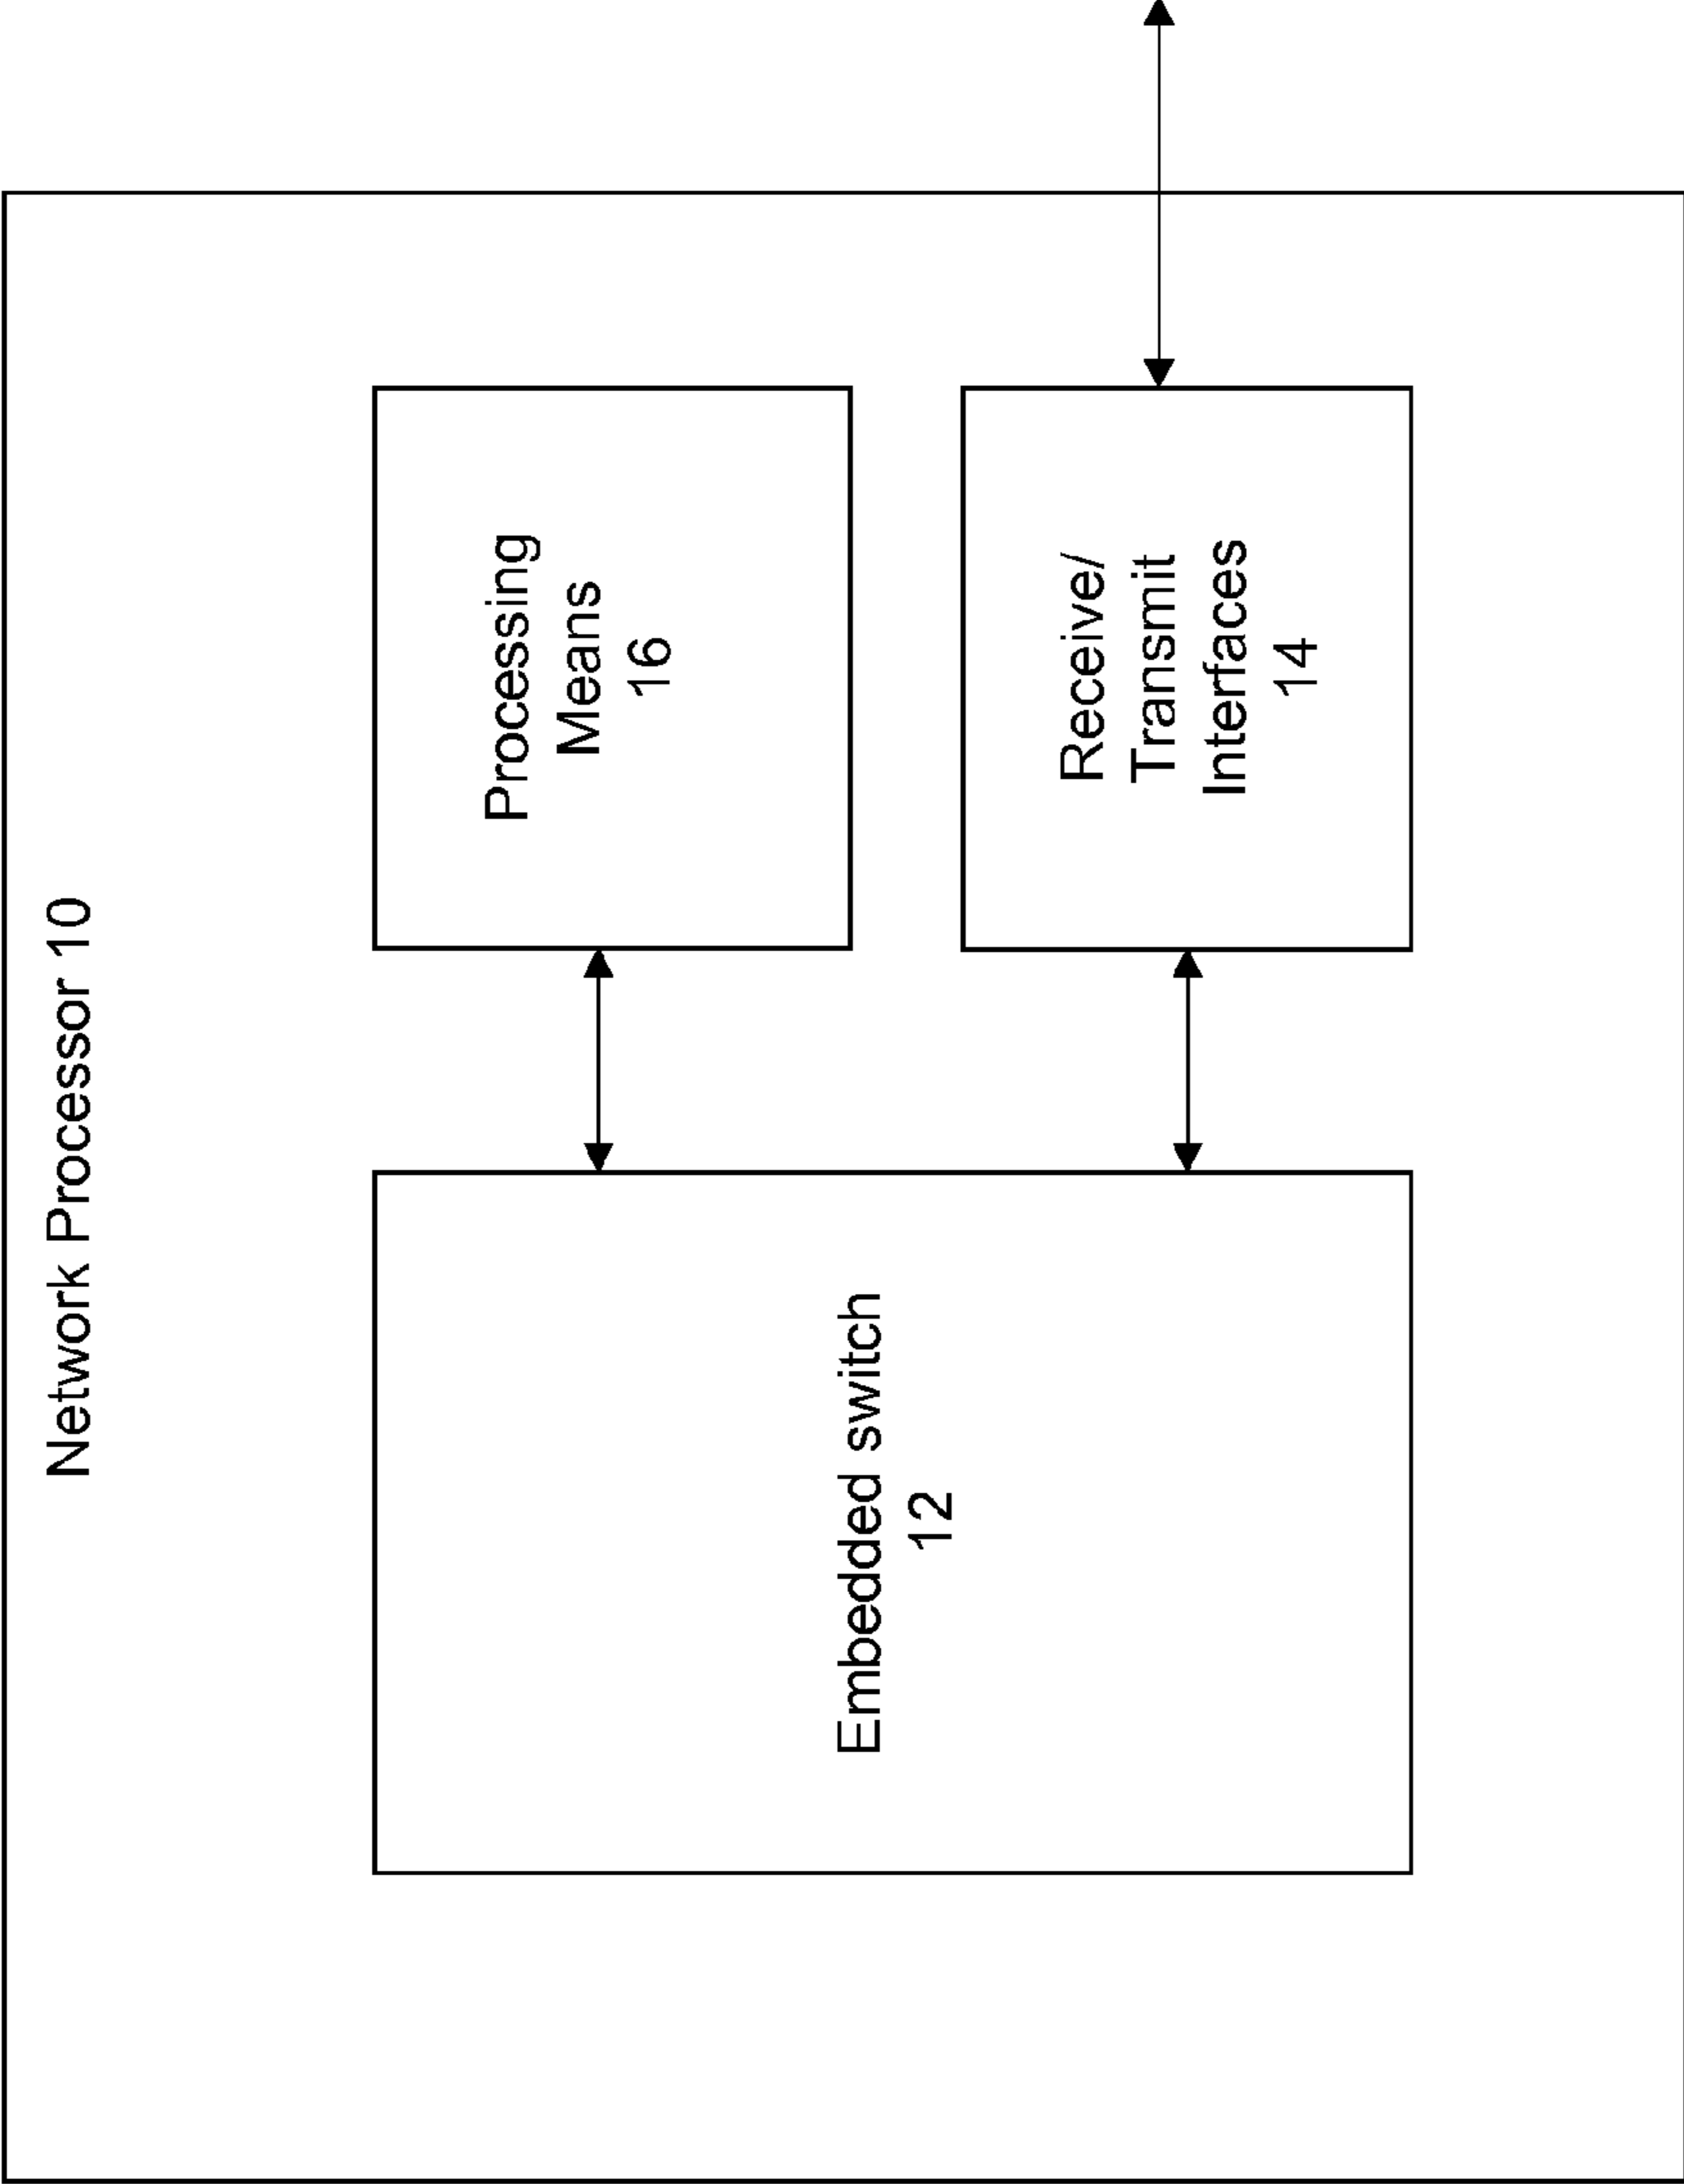 Network Processor 10
Embedded switch
12
Processing
Means
16
Receive/
Transmit
Interfaces
14